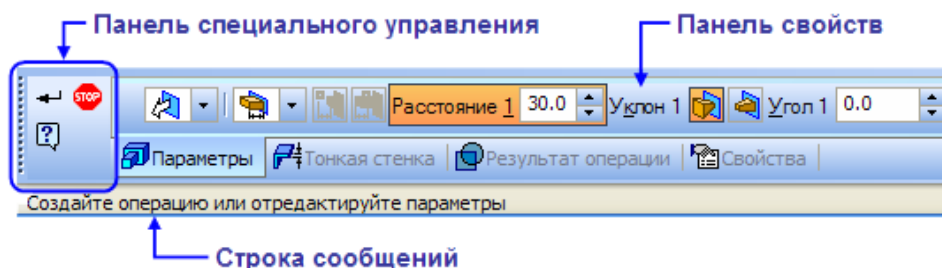 Панель специального управления
Панель свойств
STOP
Расстояние 1 30.0 Уклон 1 Угол 1 0.0
?
Параметры Тонкая стенка Результат операции Свойства
Создайте операцию или отредактируйте параметры
Строка сообщений